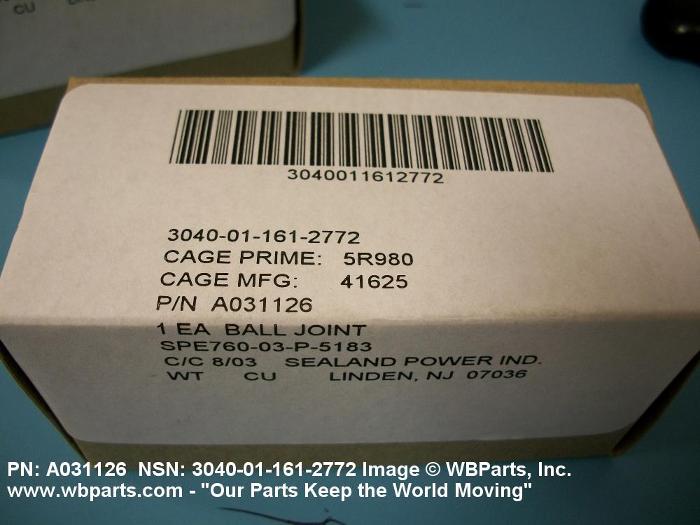 CU
3040011612772
3040-01-161-2772
CAGE PRIME: 5R980
CAGE MFG: 41625
P/N A031126
1 EA BALL JOINT
SPE760-03-P-5183
C/C 8/03 SEALAND POWER IND.
WT CU LINDEN, NJ 07036
PN: A031126 NSN: 3040-01-161-2772 Image © WBParts, Inc.
www.wbparts.com - "Our Parts Keep the World Moving"